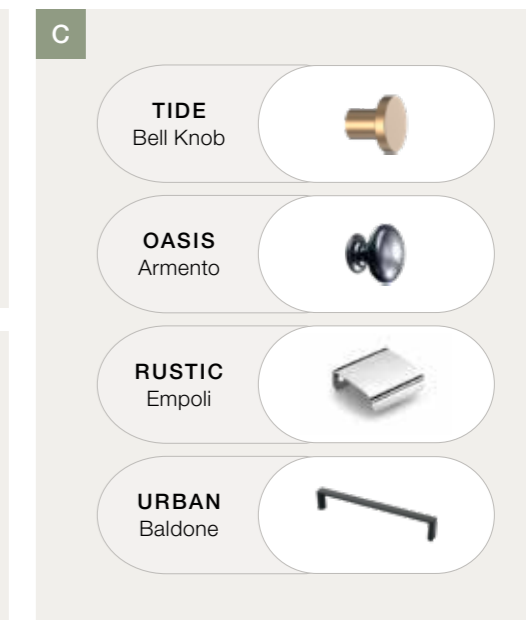 C
TIDE
Bell Knob
OASIS
Armento
RUSTIC
Empoli
URBAN
Baldone